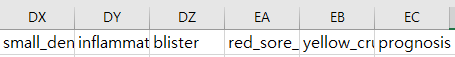 DX DY DZ EA EB EC
small_den inflammat blister red_sore_ yellow_cru prognosis